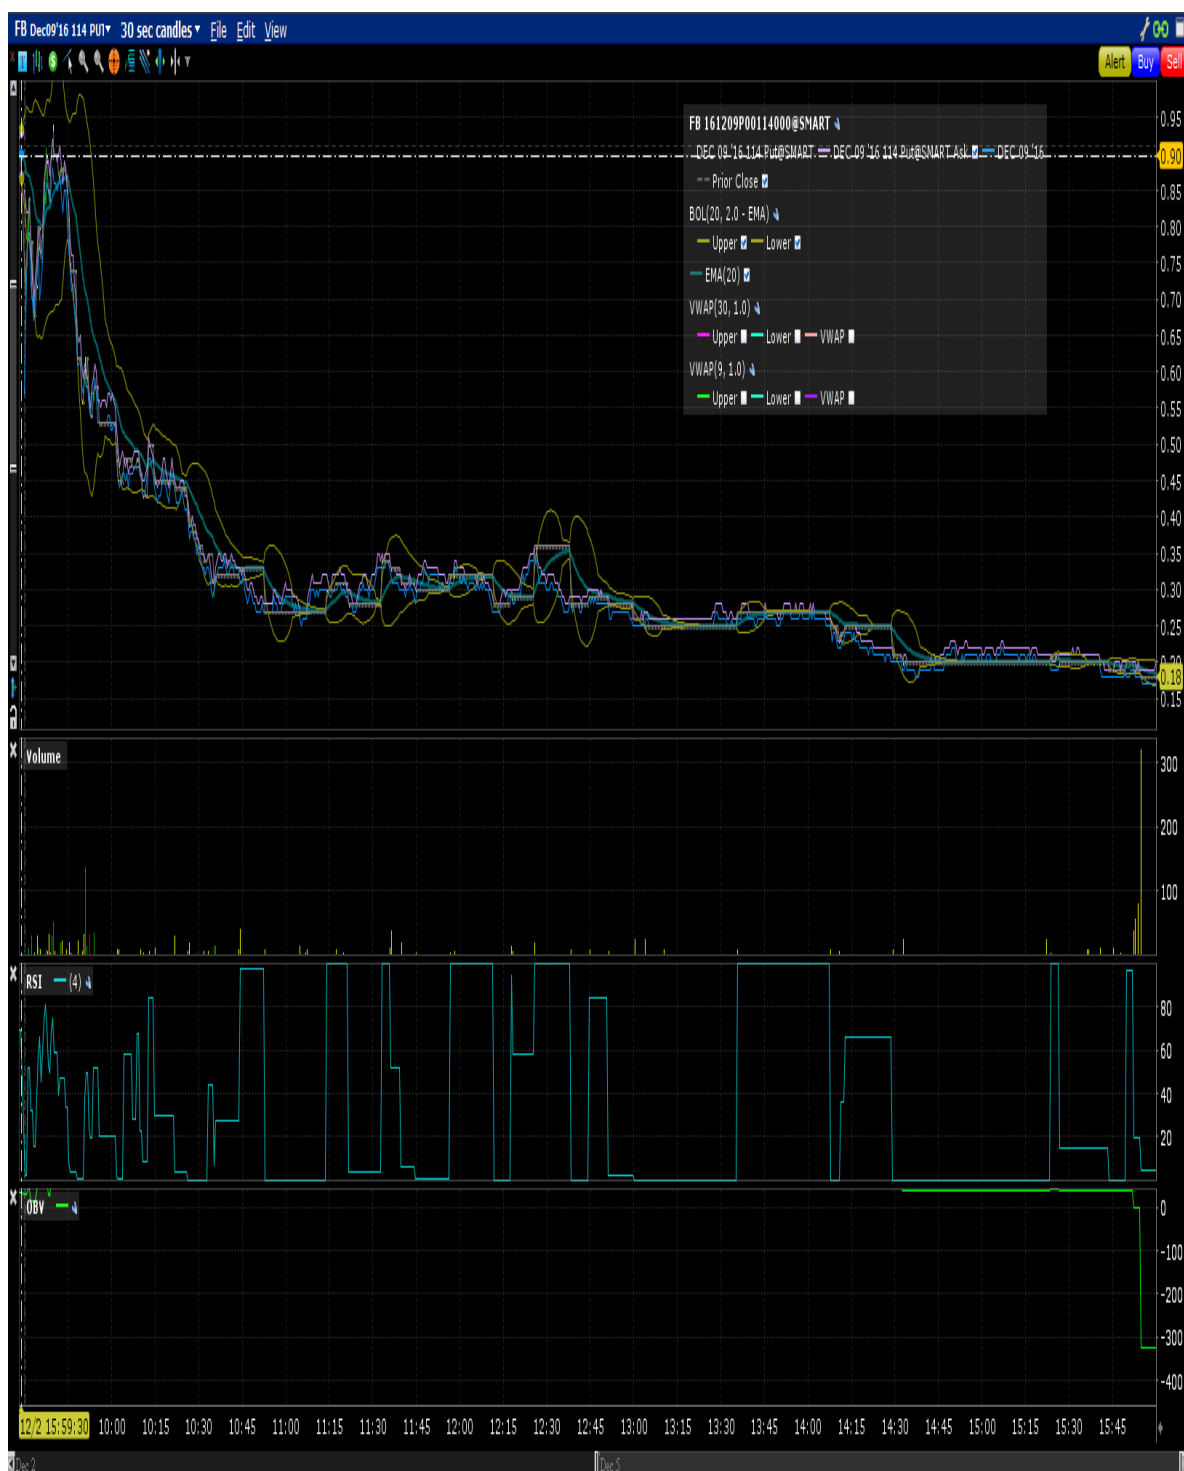 FB Dec09'16 114 PUT 30 sec candles File Edit View
Alert Buy Sell
FB 161209P00114000@SMART
DEC 09 '16 114 Put@SMART DEC 09 '16 114 Put@SMART Ask DEC 09 '16
Prior Close
BOL(20, 2.0 - EMA)
Upper Lower
EMA(20)
VWAP(30, 1.0)
Upper Lower VWAP
VWAP(9, 1.0)
Upper Lower VWAP
0.95
0.90
0.85
0.80
0.75
0.70
0.65
0.60
0.55
0.50
0.45
0.40
0.35
0.30
0.25
0.20
0.18
0.15
Volume
300
200
100
RSI (4)
80
60
40
20
OBV
0
-100
-200
-300
-400
12/2 15:59:30 10:00 10:15 10:30 10:45 11:00 11:15 11:30 11:45 12:00 12:15 12:30 12:45 13:00 13:15 13:30 13:45 14:00 14:15 14:30 14:45 15:00 15:15 15:30 15:45
Dec 2 Dec 5